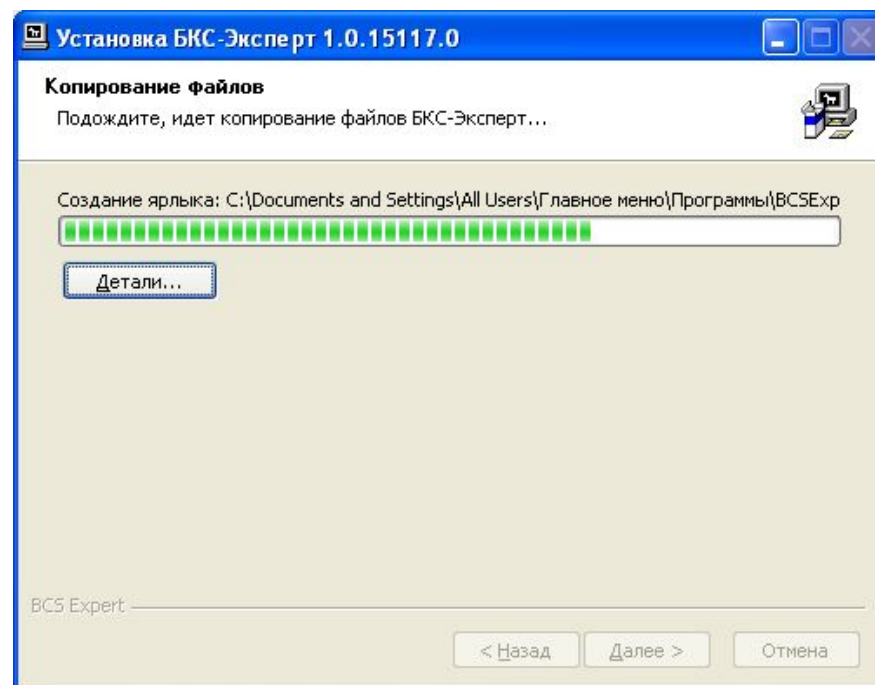 Установка БКС-Эксперт 1.0.15117.0
Копирование файлов
Подождите, идет копирование файлов БКС-Эксперт...
Создание ярлыка: C:\Documents and Settings\All Users\Главное меню\Программы\BCSExp
Детали...
BCS Expert
< Назад Далее > Отмена